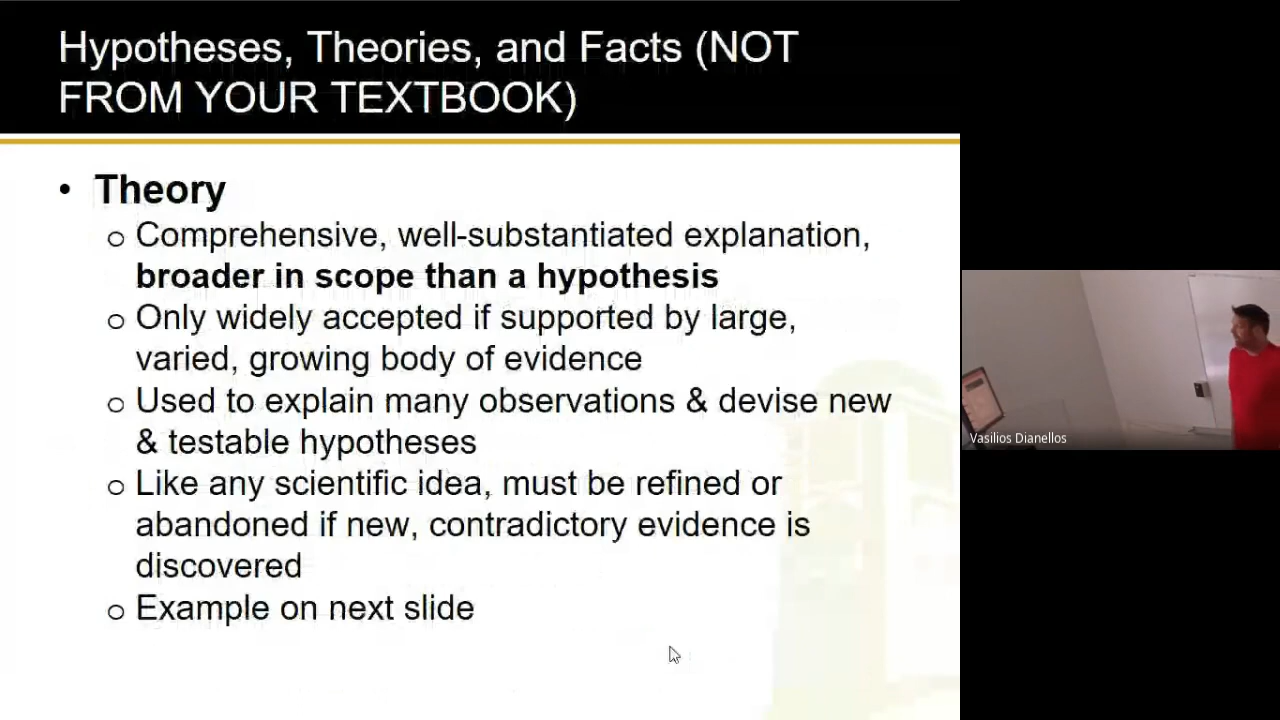 Hypotheses, Theories, and Facts (NOT
FROM YOUR TEXTBOOK)
• Theory
o Comprehensive, well-substantiated explanation,
broader in scope than a hypothesis
o Only widely accepted if supported by large,
varied, growing body of evidence
o Used to explain many observations & devise new
& testable hypotheses
o Like any scientific idea, must be refined or
abandoned if new, contradictory evidence is
discovered
o Example on next slide
Vasilios Dianellos